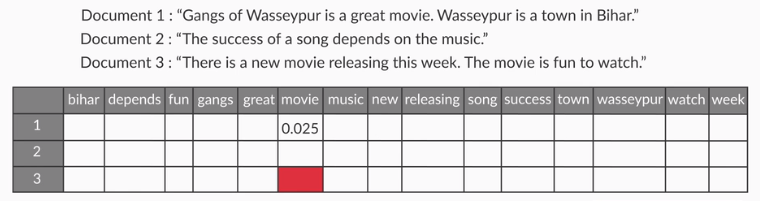 Document 1 : “Gangs of Wasseypur is a great movie. Wasseypur is a town in Bihar.”
Document 2 : “The success of a song depends on the music.”
Document 3 : “There is a new movie releasing this week. The movie is fun to watch.”
bihar depends fun gangs great movie music new releasing song success town wasseypur watch week
1 0.025
2
3